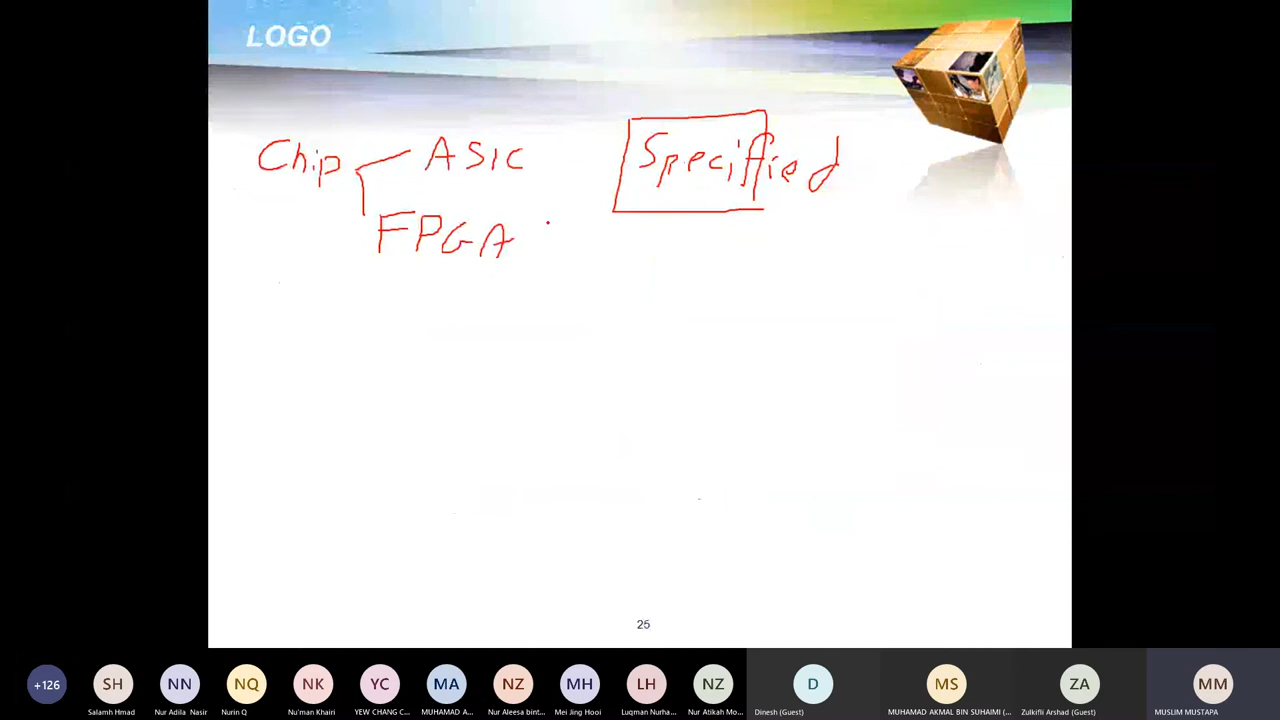 LOGO
Chip ASIC Specified
FPGA
25
+126 SH NN NQ NK YC MA NZ MH LH NZ D MS ZA MM
Salamh Hmad Nur Adila Nasir Nurin Q Nu'man Khairi YEW CHANG C... MUHAMAD A... Nur Aleesa bint... Mei Jing Hooi Luqman Nurha... Nur Atikah Mo... Dinesh (Guest) MUHAMAD AKMAL BIN SUHAIMI (... Zulkifli Arshad (Guest) MUSLIM MUSTAPA